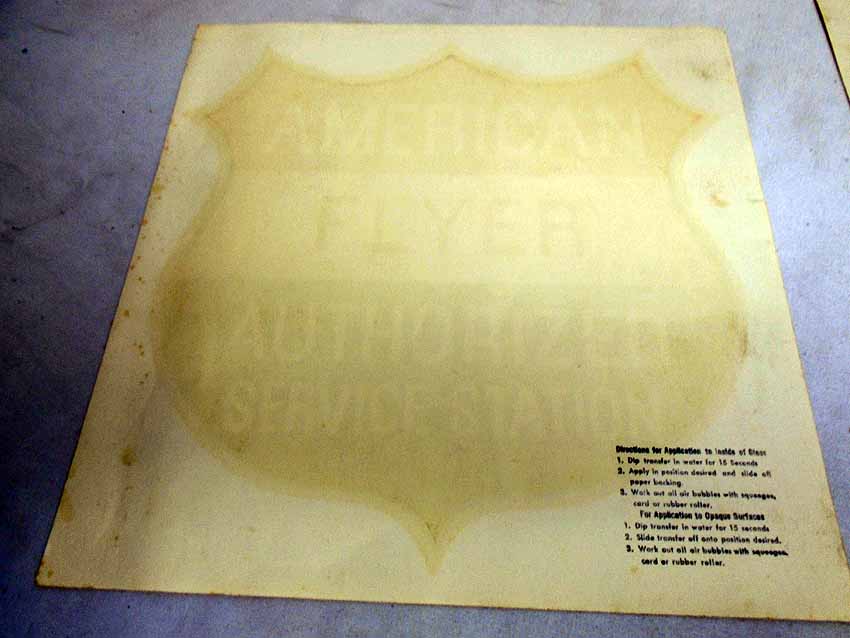 AMERICAN
FLYER
AUTHORIZED
SERVICE STATION
Directions for Application to Inside of Glass
1. Dip transfer in water for 15 Seconds
2. Apply in position desired and slide off
paper backing.
3. Work out all air bubbles with squeegee,
card or rubber roller.
For Application to Opaque Surfaces
1. Dip transfer in water for 15 seconds
2. Slide transfer off onto position desired.
3. Work out all air bubbles with squeegee,
card or rubber roller.